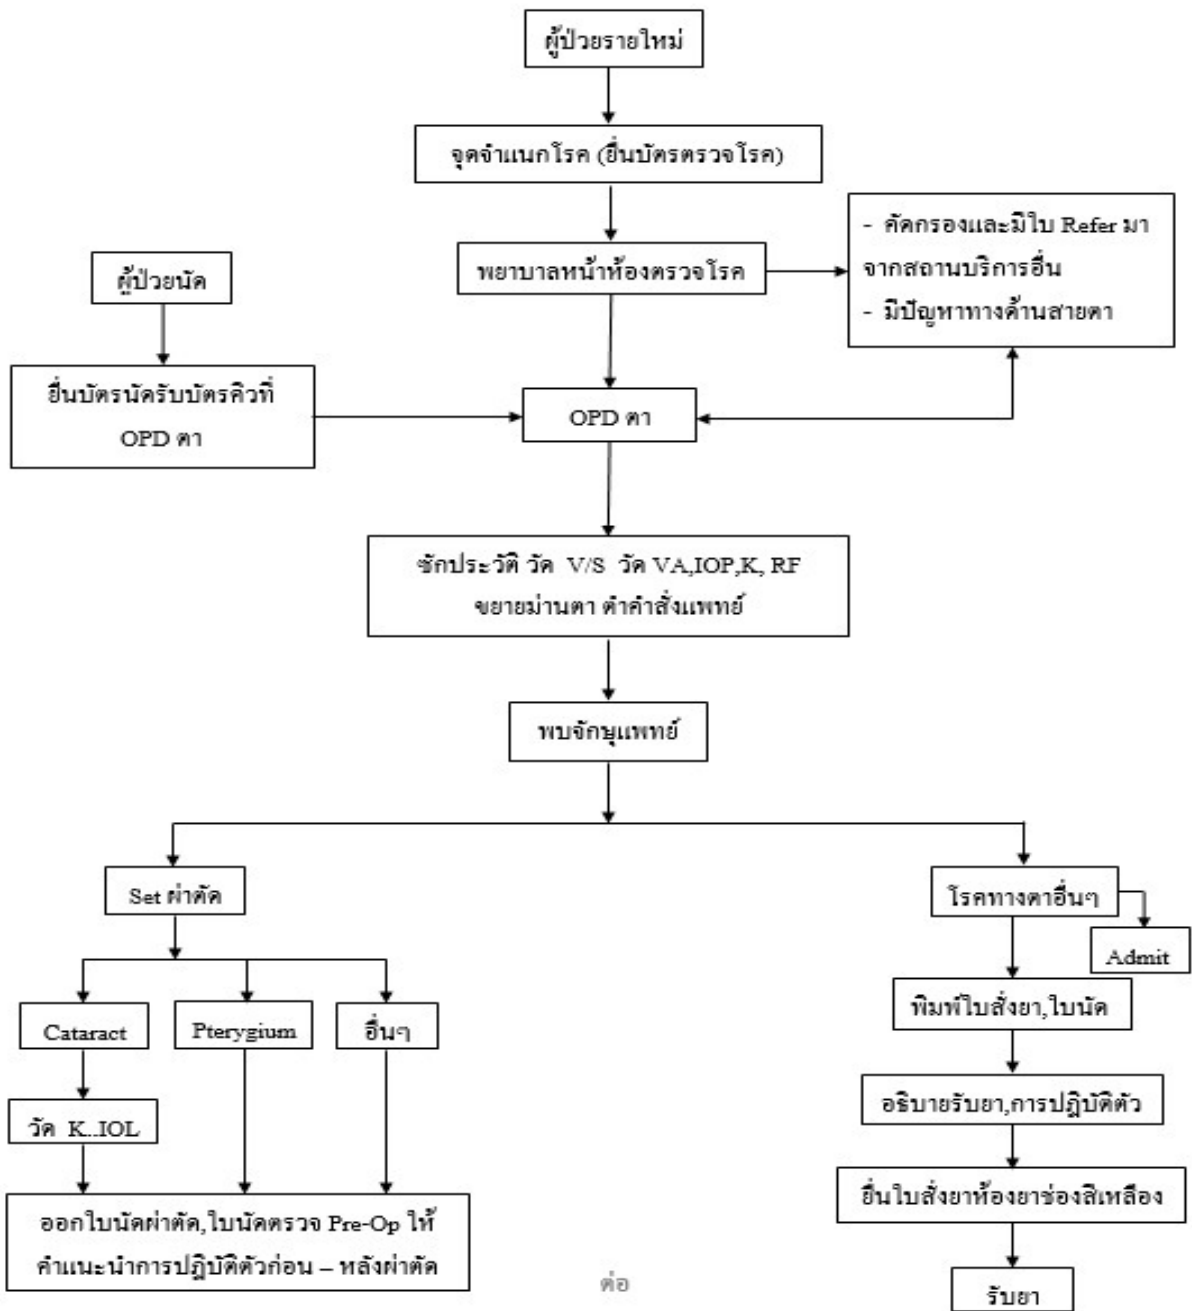 ผู้ป่วยรายใหม่
จุดจำแนกโรค (ยื่นบัตรตรวจโรค)
พยาบาลหน้าห้องตรวจโรค
- คัดกรองและมีใบ Refer มา
จากสถานบริการอื่น
- มีปัญหาทางด้านสายตา
ผู้ป่วยนัด
ยื่นบัตรนัดรับบัตรคิวที่
OPD ตา
OPD ตา
ซักประวัติ วัด V/S วัด VA,IOP,K, RF
ขยายม่านตา ตำคำสั่งแพทย์
พบจักษุแพทย์
Set ผ่าตัด
โรคทางตาอื่นๆ
Admit
Cataract
Pterygium
อื่นๆ
พิมพ์ใบสั่งยา,ใบนัด
วัด K..IOL
อธิบายรับยา,การปฎิบัติตัว
ยื่นใบสั่งยาห้องยาช่องสีเหลือง
ออกใบนัดผ่าตัด,ใบนัดตรวจ Pre-Op ให้
คำแนะนำการปฎิบัติตัวก่อน – หลังผ่าตัด
ต่อ
รับยา